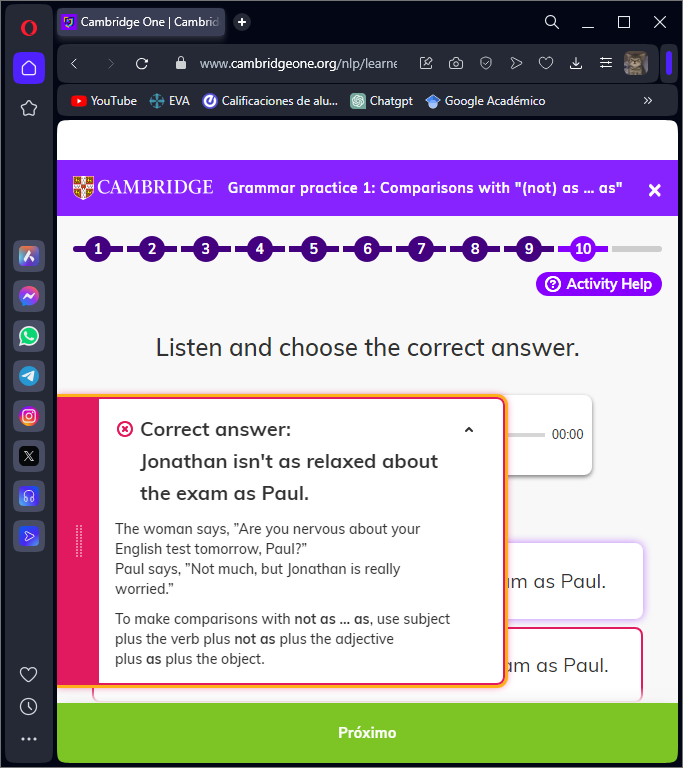 Cambridge One | Cambrid
www.cambridgeone.org/nlp/learne
YouTube
EVA
Calificaciones de alu...
Chatgpt
Google Académico
CAMBRIDGE
Grammar practice 1: Comparisons with "(not) as ... as"
1 2 3 4 5 6 7 8 9 10
Activity Help
Listen and choose the correct answer.
00:00
Correct answer:
Jonathan isn't as relaxed about
the exam as Paul.
The woman says, ”Are you nervous about your
English test tomorrow, Paul?”
Paul says, ”Not much, but Jonathan is really
worried.”
To make comparisons with not as ... as, use subject
plus the verb plus not as plus the adjective
plus as plus the object.
am as Paul.
am as Paul.
Próximo